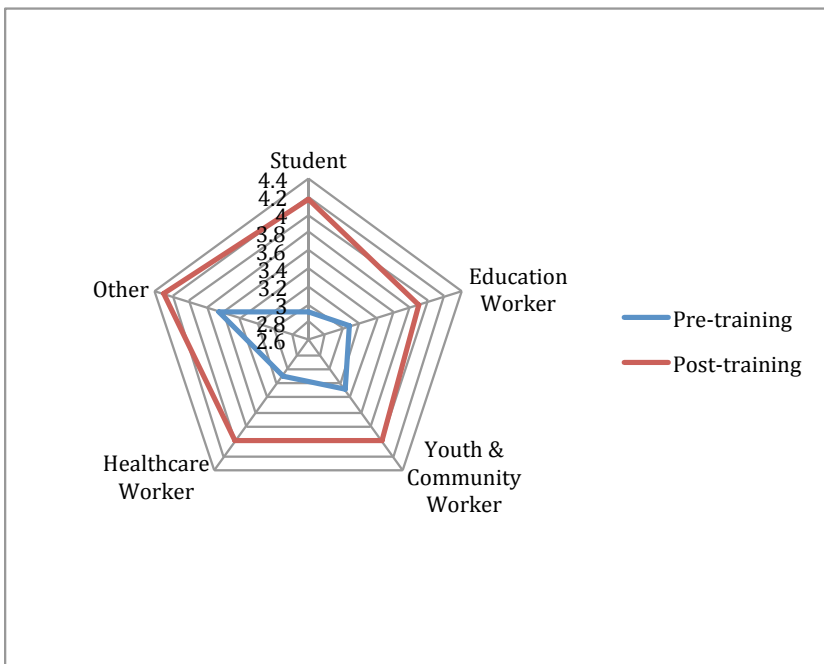 Student
4.4
4.2
4
3.8
3.6
3.4
3.2
3
2.8
2.6
Education
Worker
Other
Pre-training
Post-training
Youth &
Community
Worker
Healthcare
Worker